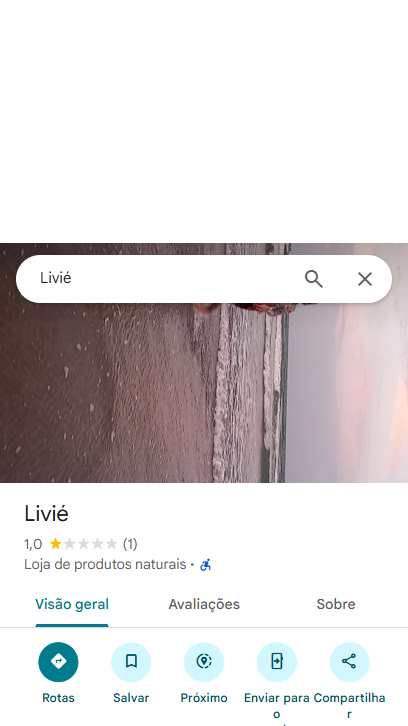 Livié
Livié
1,0 (1)
Loja de produtos naturais ·
Visão geral Avaliações Sobre
Rotas Salvar Próximo Enviar para o Compartilhar